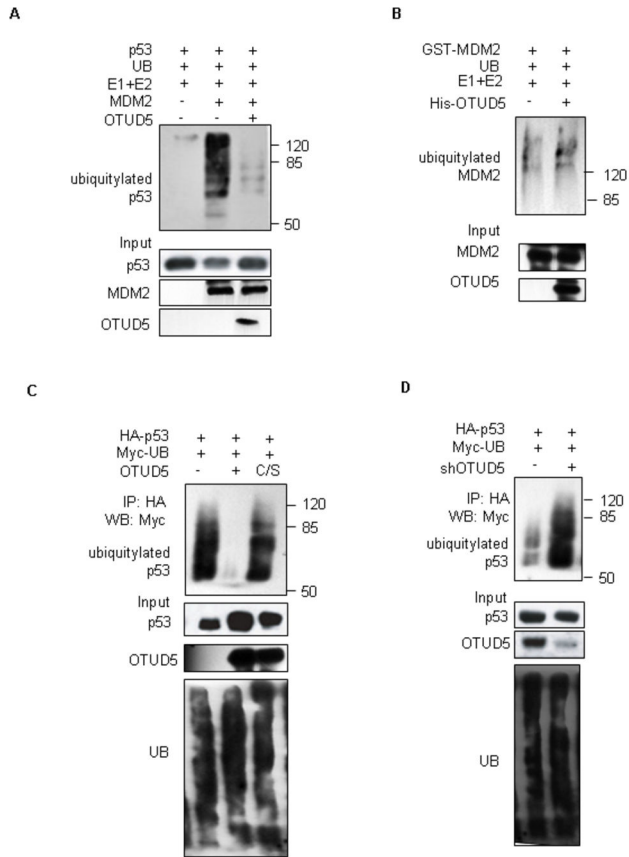 A
p53 + + +
UB + + +
E1+E2 + + +
MDM2 - + +
OTUD5 - - +
120
85
ubiquitylated
p53
50
Input
p53
MDM2
OTUD5
B
GST-MDM2 + +
UB + +
E1+E2 + +
His-OTUD5 - +
ubiquitylated
MDM2
120
85
Input
MDM2
OTUD5
C
HA-p53 + + +
Myc-UB + + +
OTUD5 - + C/S
IP: HA
WB: Myc
120
85
ubiquitylated
p53
50
Input
p53
OTUD5
UB
D
HA-p53 + +
Myc-UB + +
shOTUD5 - +
IP: HA
WB: Myc
120
85
ubiquitylated
p53
50
Input
p53
OTUD5
UB